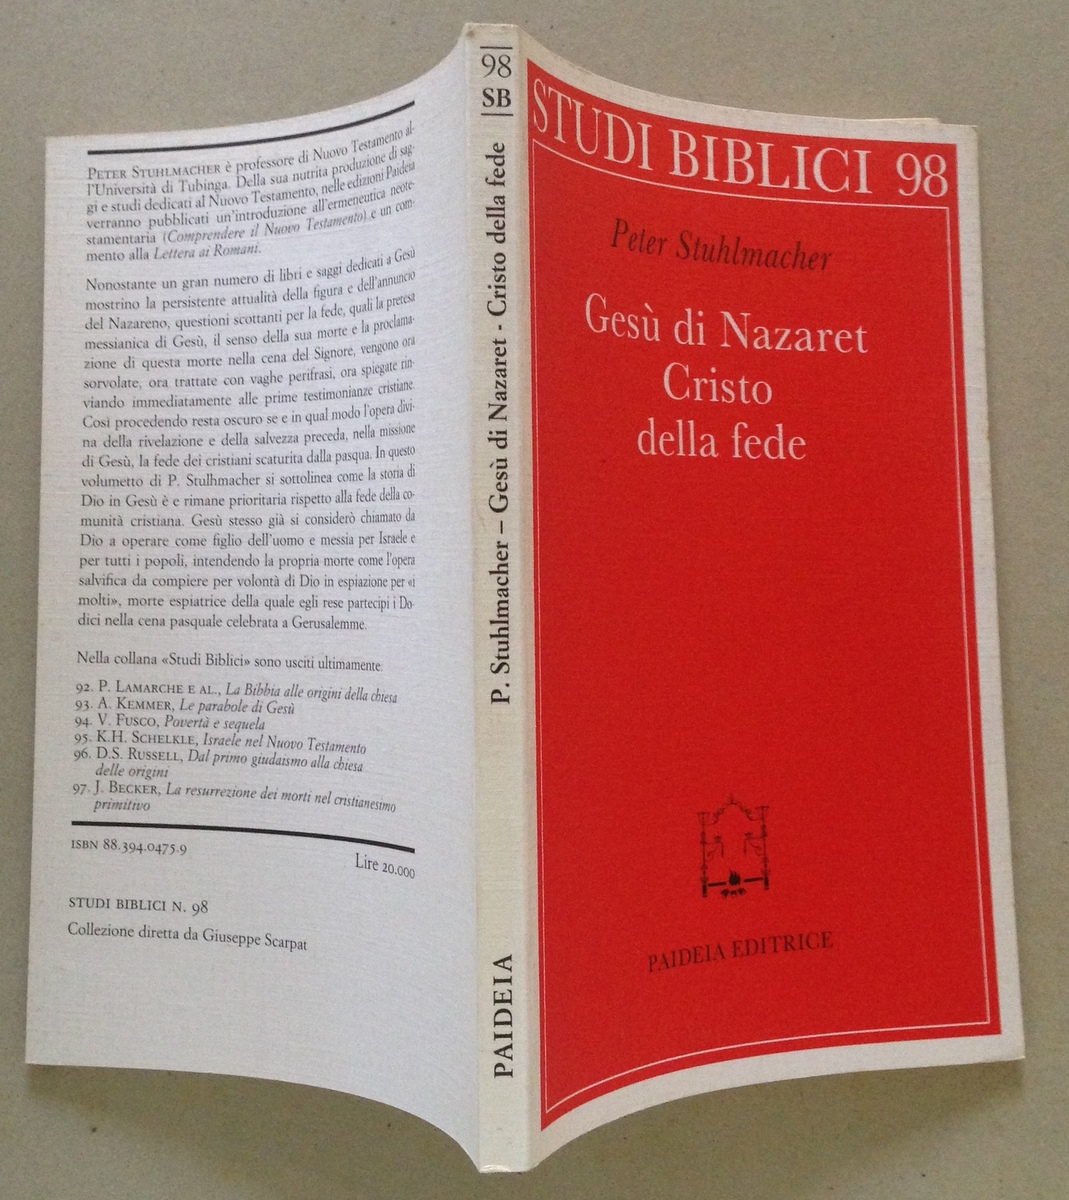 PETER STUHLMACHER è professore di Nuovo Testamento al-
l'Università di Tubinga. Della sua nutrita produzione di sag-
gi e studi dedicati al Nuovo Testamento, nelle edizioni Paideia
verranno pubblicati un'introduzione all'ermeneutica neote-
stamentaria (Comprendere il Nuovo Testamento) e un com-
mento alla Lettera ai Romani.
Nonostante un gran numero di libri e saggi dedicati a Gesù
mostrino la persistente attualità della figura e dell'annuncio
del Nazareno, questioni scottanti per la fede, quali la pretesa
messianica di Gesù, il senso della sua morte e la proclama-
zione di questa morte nella cena del Signore, vengono ora
sorvolate, ora trattate con vaghe perifrasi, ora spiegate rin-
viando immediatamente alle prime testimonianze cristiane.
Così procedendo resta oscuro se e in qual modo l'opera divi-
na della rivelazione e della salvezza preceda, nella missione
di Gesù, la fede dei cristiani scaturita dalla pasqua. In questo
volumetto di P. Stulhmacher si sottolinea come la storia di
Dio in Gesù è e rimane prioritaria rispetto alla fede della co-
munità cristiana. Gesù stesso già si considerò chiamato da
Dio a operare come figlio dell'uomo e messia per Israele e
per tutti i popoli, intendendo la propria morte come l'opera
salvifica da compiere per volontà di Dio in espiazione per «i
molti», morte espiatrice della quale egli rese partecipi i Do-
dici nella cena pasquale celebrata a Gerusalemme.
Nella collana «Studi Biblici» sono usciti ultimamente:
92. P. LAMARCHE E AL., La Bibbia alle origini della chiesa
93. A. KEMMER, Le parabole di Gesù
94. V. FUSCO, Povertà e sequela
95. K.H. SCHELKLE, Israele nel Nuovo Testamento
96. D.S. RUSSELL, Dal primo giudaismo alla chiesa
delle origini
97. J. BECKER, La resurrezione dei morti nel cristianesimo
primitivo
ISBN 88.394.0475.9
Lire 20.000
STUDI BIBLICI N. 98
Collezione diretta da Giuseppe Scarpat
98
SB
P. Stuhlmacher – Gesù di Nazaret · Cristo della fede
PAIDEIA
STUDI BIBLICI 98
Peter Stuhlmacher
Gesù di Nazaret
Cristo
della fede
PAIDEIA EDITRICE